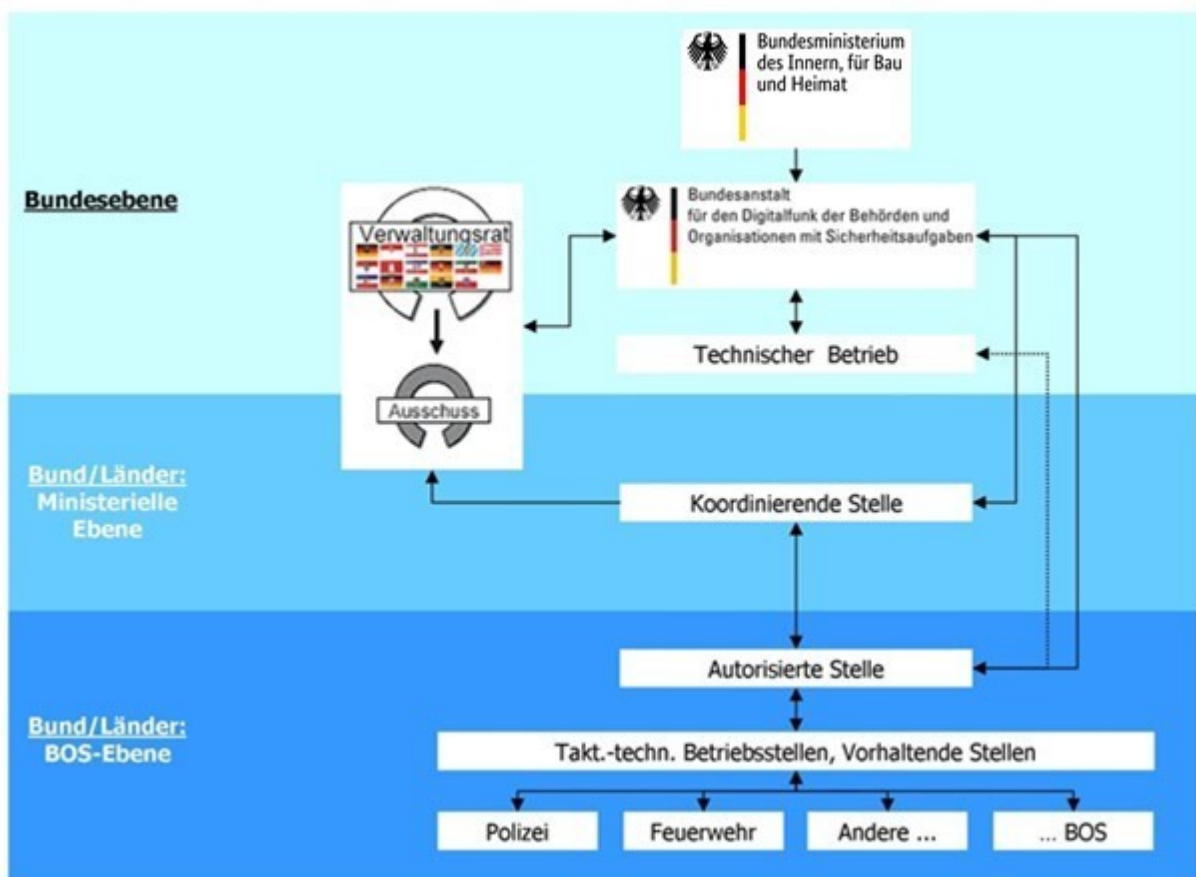 Bundesministerium
des Innern, für Bau
und Heimat
Bundesebene
Bundesanstalt
für den Digitalfunk der Behörden und
Organisationen mit Sicherheitsaufgaben
Verwaltungsrat
Technischer Betrieb
Ausschuss
Bund/Länder:
Ministerielle
Ebene
Koordinierende Stelle
Autorisierte Stelle
Bund/Länder:
BOS-Ebene
Takt.-techn. Betriebsstellen, Vorhaltende Stellen
Polizei
Feuerwehr
Andere ...
... BOS